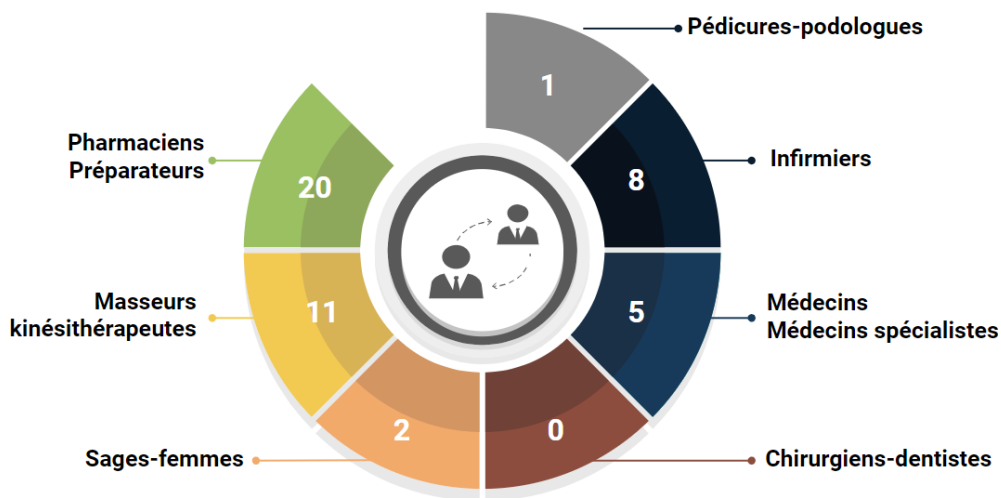 Pédicures-podologues
1
Infirmiers
8
Médecins
Médecins spécialistes
5
Chirurgiens-dentistes
0
Sages-femmes
2
Masseurs
kinésithérapeutes
11
Pharmaciens
Préparateurs
20